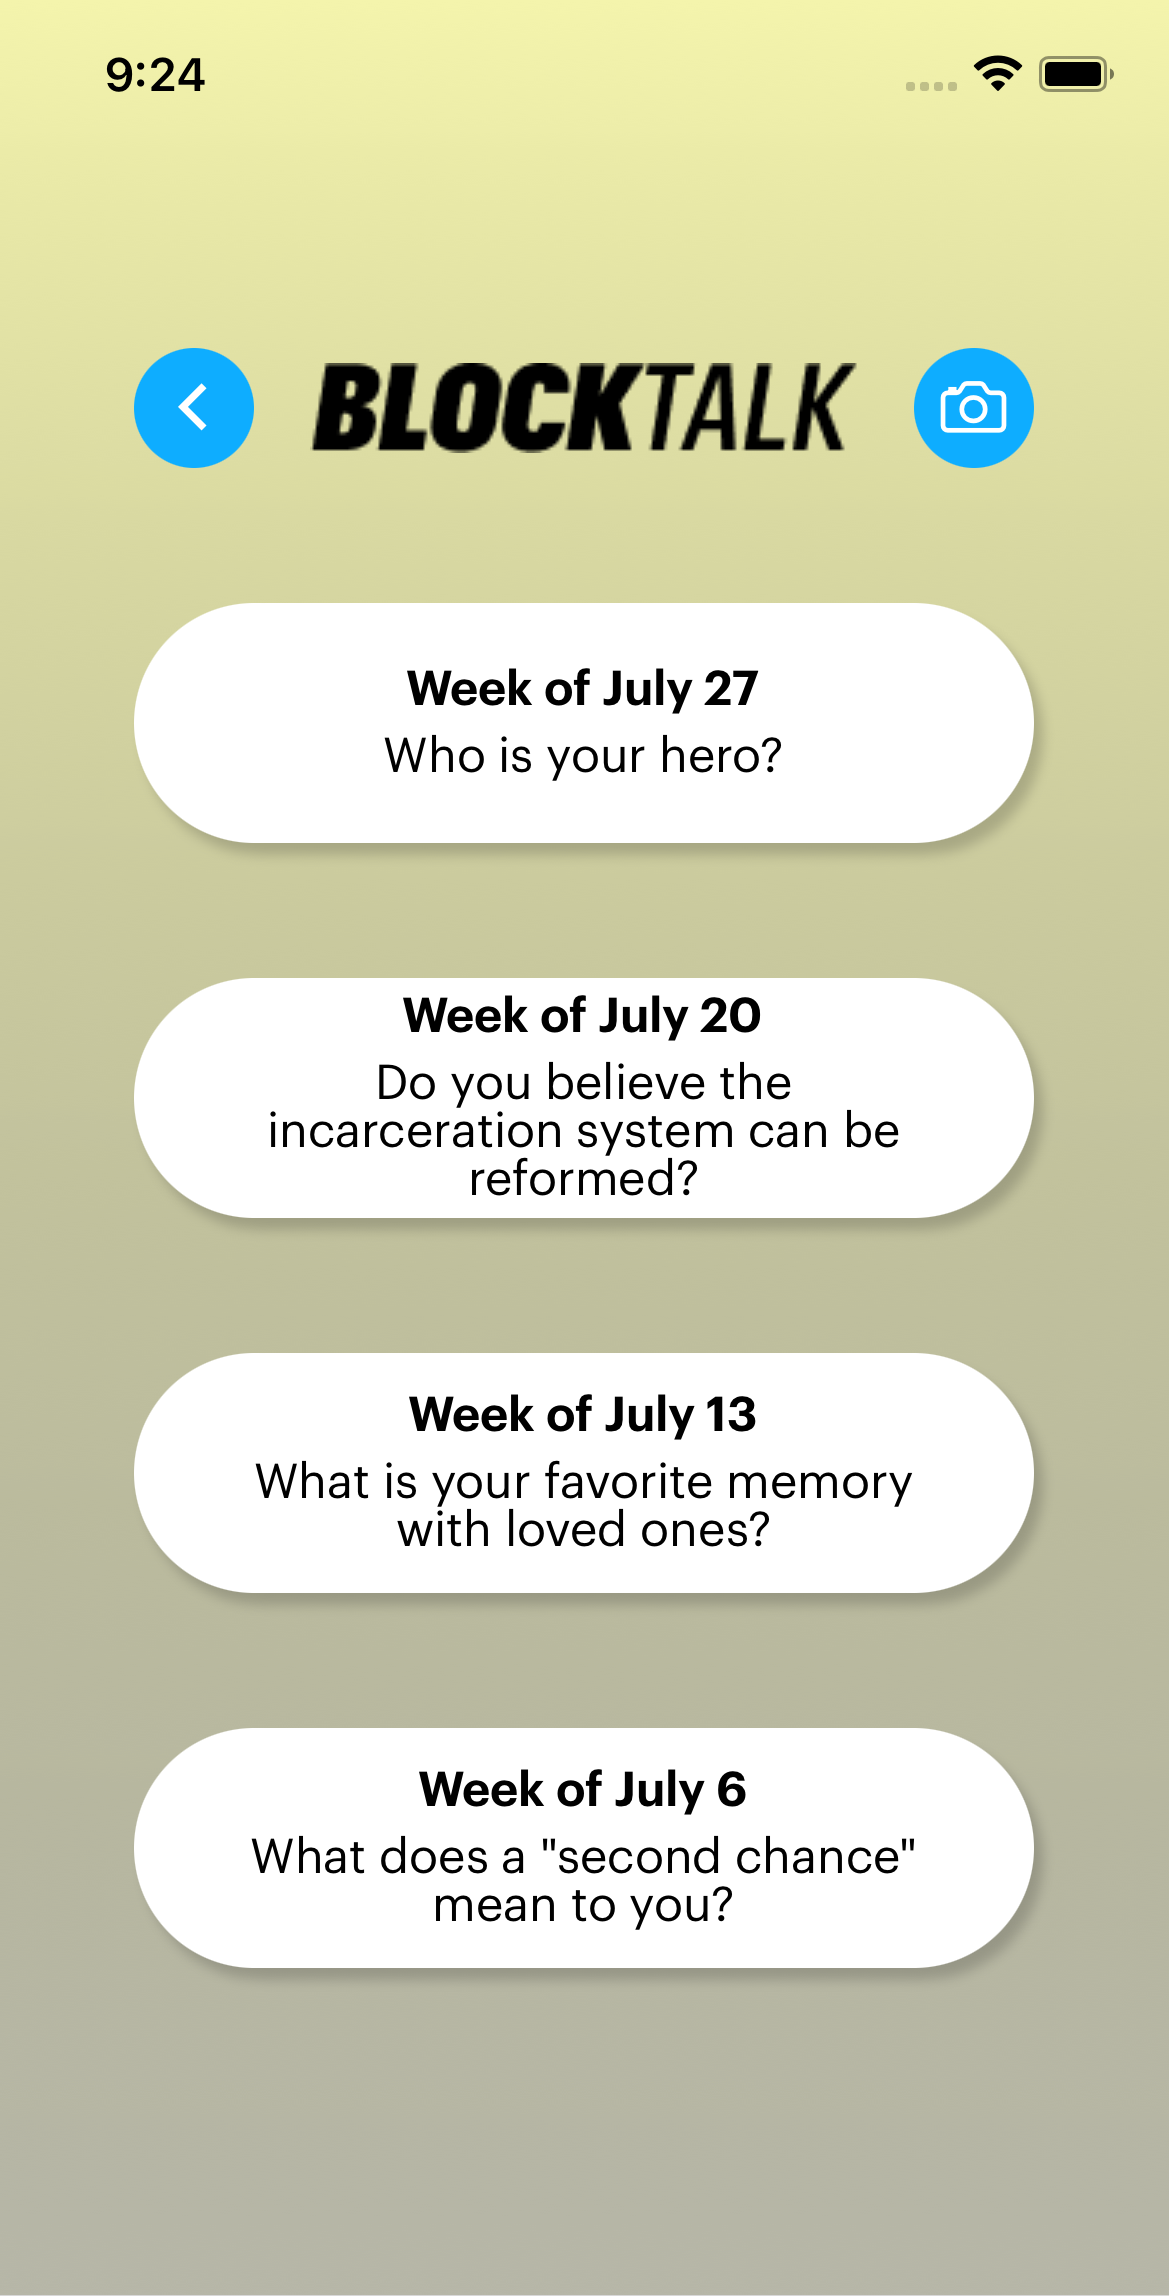 9:24
BLOCKTALK
Week of July 27
Who is your hero?
Week of July 20
Do you believe the
incarceration system can be
reformed?
Week of July 13
What is your favorite memory
with loved ones?
Week of July 6
What does a "second chance"
mean to you?